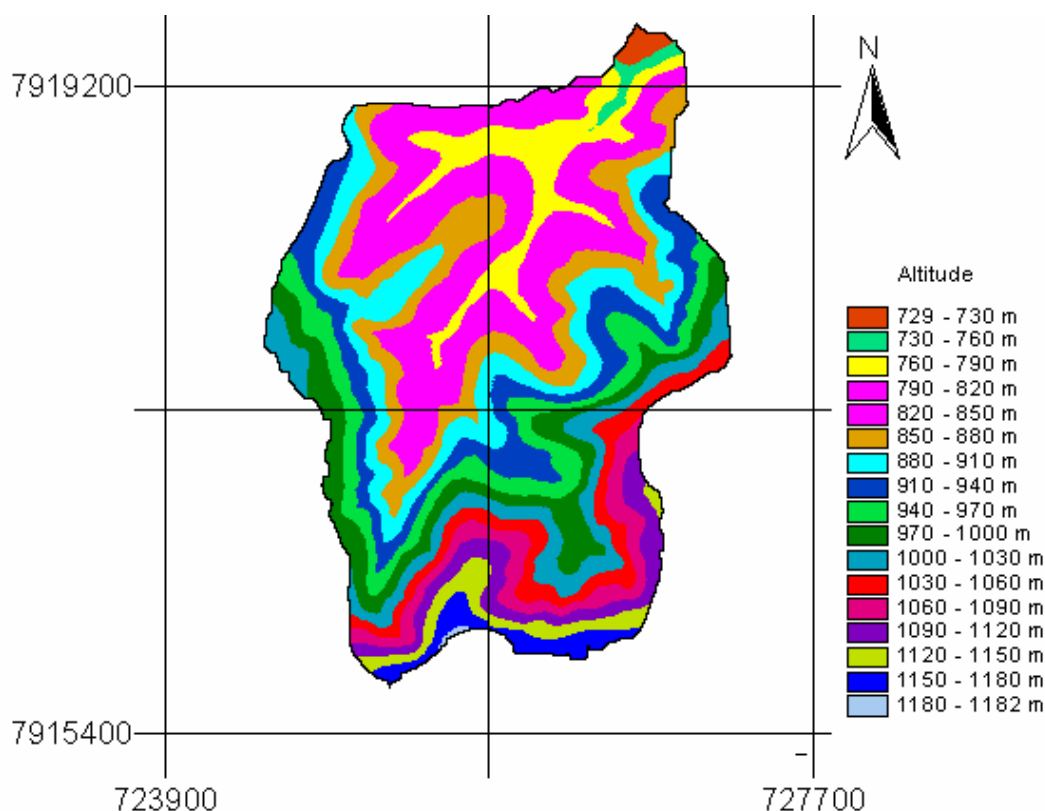 N
7919200
Altitude
729 - 730 m
730 - 760 m
760 - 790 m
790 - 820 m
820 - 850 m
850 - 880 m
880 - 910 m
910 - 940 m
940 - 970 m
970 - 1000 m
1000 - 1030 m
1030 - 1060 m
1060 - 1090 m
1090 - 1120 m
1120 - 1150 m
1150 - 1180 m
1180 - 1182 m
7915400
723900
727700